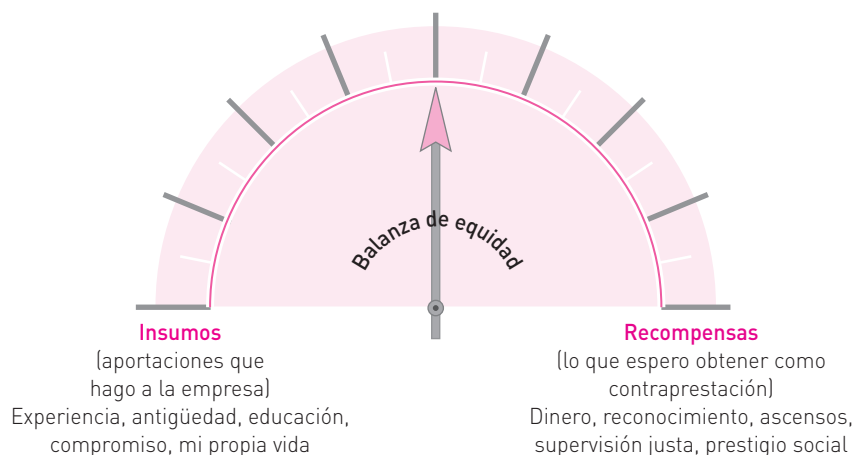 Balanza de equidad
Insumos
(aportaciones que
hago a la empresa)
Experiencia, antigüedad, educación,
compromiso, mi propia vida
Recompensas
(lo que espero obtener como
contraprestación)
Dinero, reconocimiento, ascensos,
supervisión justa, prestigio social